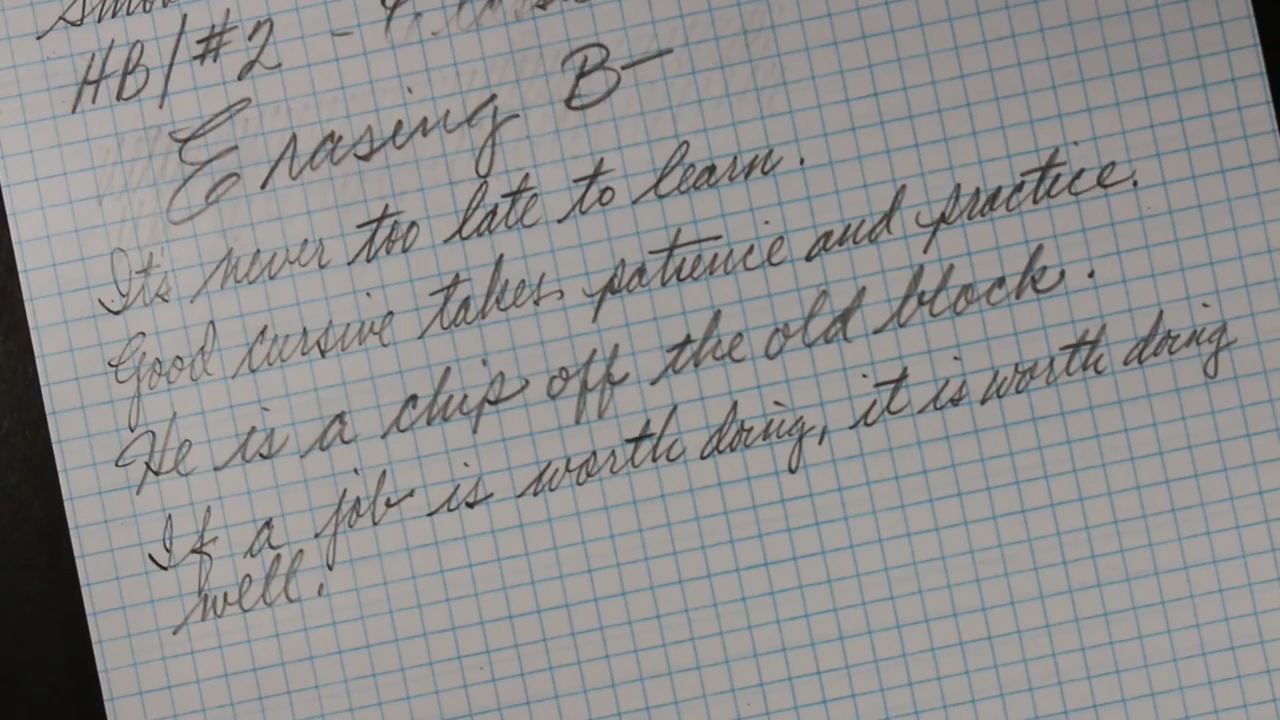 HB/#2 -
Erasing B-
It's never too late to learn.
Good cursive takes patience and practice.
He is a chip off the old block.
If a job is worth doing, it is worth doing
well.